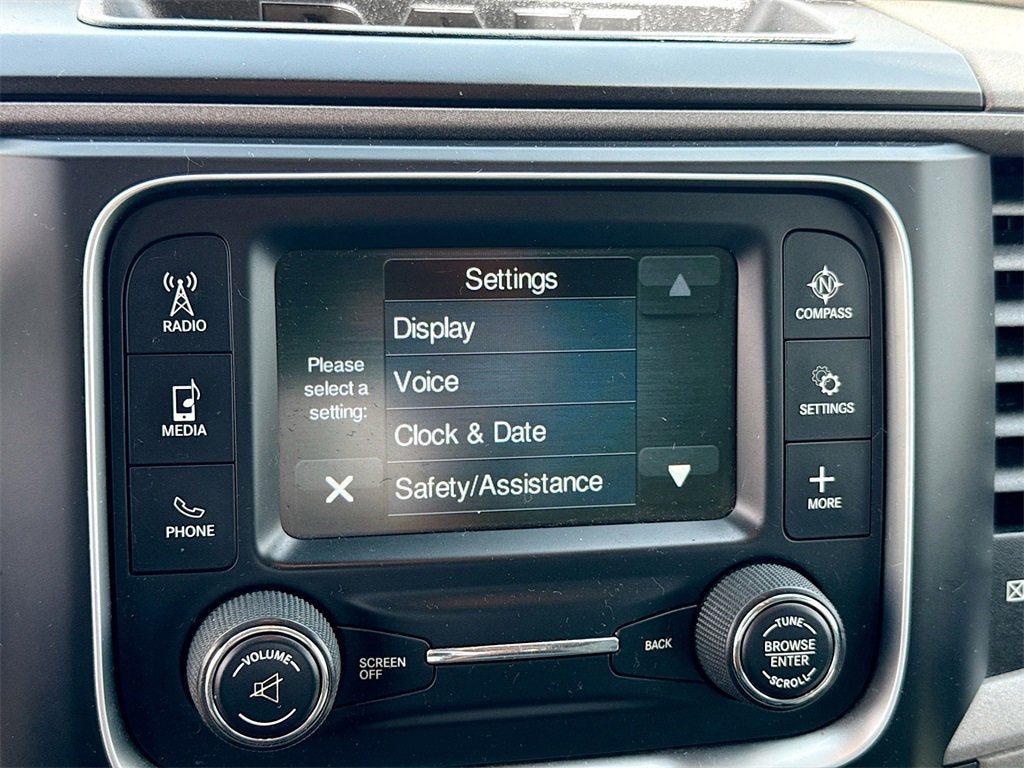 RADIO
MEDIA
PHONE
Settings
Display
Voice
Clock & Date
Safety/Assistance
Please
select a
setting:
N
COMPASS
SETTINGS
MORE
VOLUME
SCREEN
OFF
BACK
TUNE
BROWSE
ENTER
SCROLL